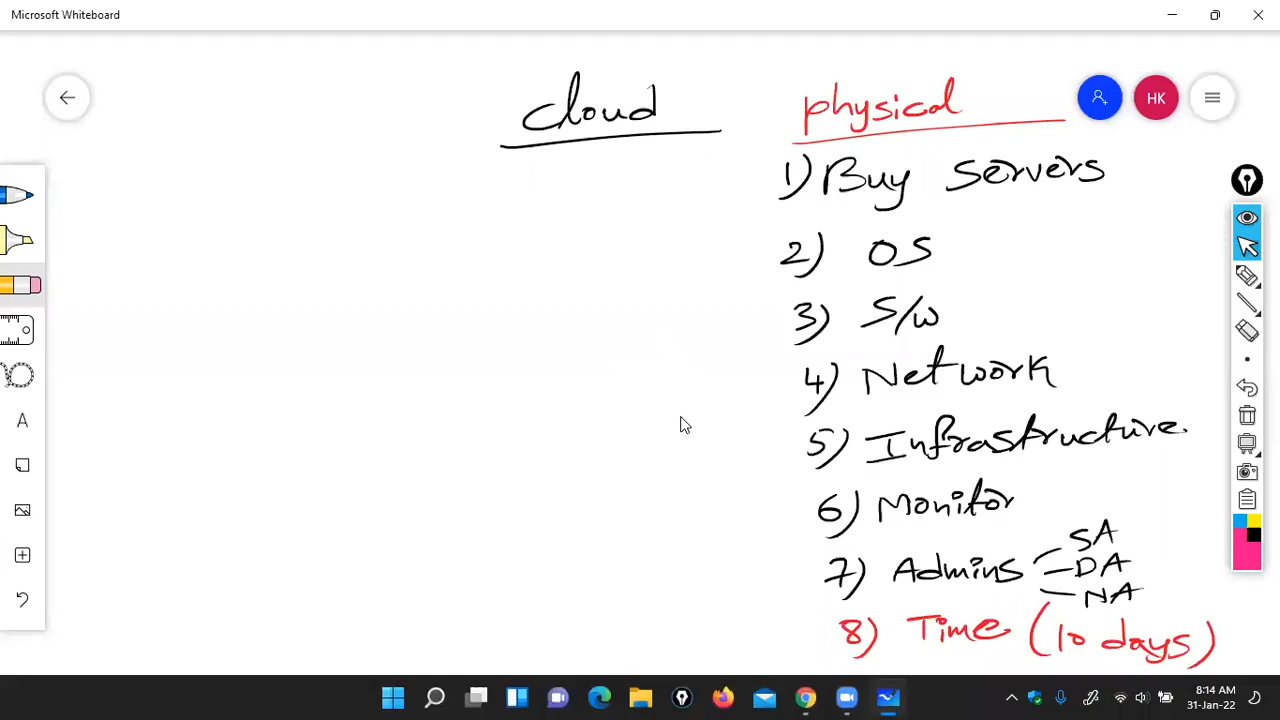 Microsoft Whiteboard
cloud
physical
HK
1) Buy servers
2) OS
3) S/w
4) Network
5) Infrastructure.
6) Monitor
7) Admins
SA
DA
NA
8) Time (10 days)
A
8:14 AM
31-Jan-22